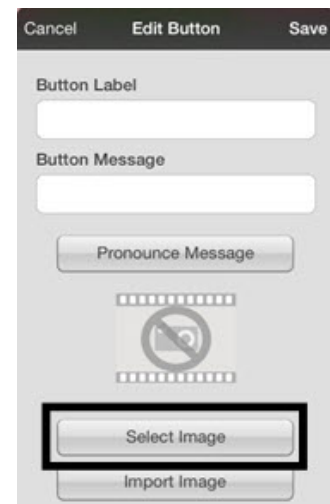 Cancel Edit Button Save
Button Label
Button Message
Pronounce Message
Select Image
Import Image